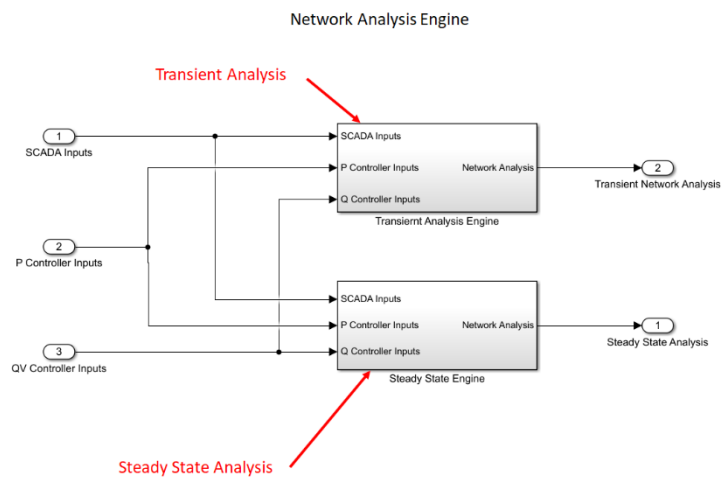 Network Analysis Engine
Transient Analysis
1
SCADA Inputs
SCADA Inputs
P Controller Inputs
Network Analysis
2
Q Controller Inputs
Transient Network Analysis
Transiernt Analysis Engine
2
P Controller Inputs
SCADA Inputs
P Controller Inputs
Network Analysis
1
Steady State Analysis
3
Q Controller Inputs
QV Controller Inputs
Steady State Engine
Steady State Analysis